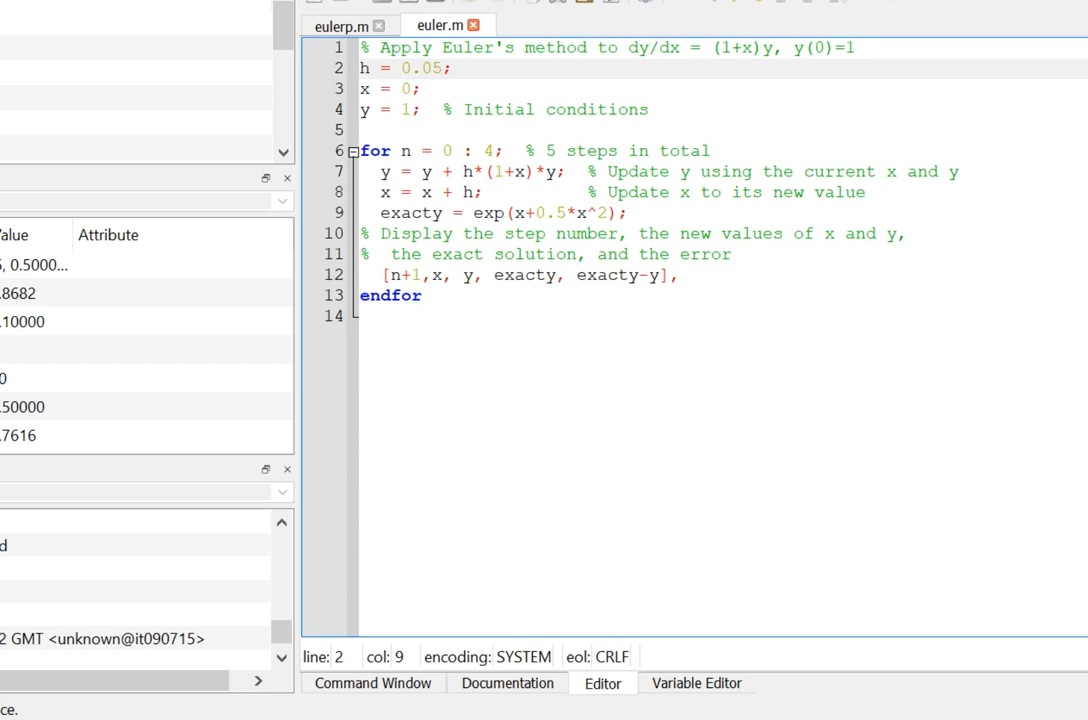 eulerp.m
euler.m
1 % Apply Euler's method to dy/dx = (1+x)y, y(0)=1
2 h = 0.05;
3 x = 0;
4 y = 1; % Initial conditions
5
6 for n = 0 : 4; % 5 steps in total
7 y = y + h*(1+x)*y; % Update y using the current x and y
8 x = x + h; % Update x to its new value
9 exacty = exp(x+0.5*x^2);
10 % Display the step number, the new values of x and y,
11 % the exact solution, and the error
12 [n+1,x, y, exacty, exacty-y],
13 endfor
14
alue Attribute
5, 0.5000...
.8682
.10000
0
.50000
.7616
d
2 GMT <unknown@it090715>
ce.
line: 2 col: 9 encoding: SYSTEM eol: CRLF
Command Window Documentation Editor Variable Editor